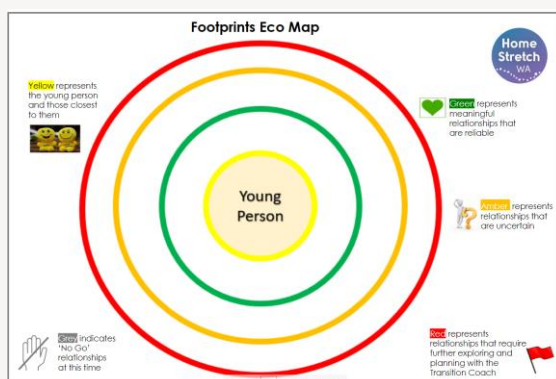 Footprints Eco Map
Home
Stretch
WA
Yellow represents
the young person
and those closest
to them
Green represents
meaningful
relationships that
are reliable
Young
Person
Amber represents
relationships that
are uncertain
Grey indicates
'No Go'
relationships
at this time
Red represents
relationships that require
further exploring and
planning with the
Transition Coach